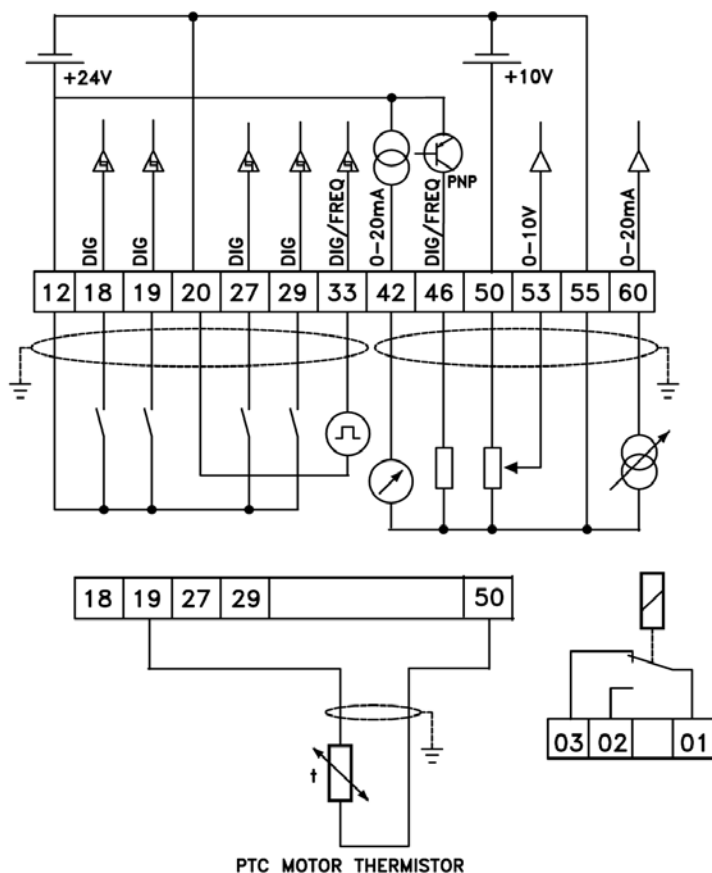 +24V
+10V
PNP
DIG
DIG
DIG
DIG
DIG/FREQ
0-20mA
DIG/FREQ
0-10V
0-20mA
12 18 19 20 27 29 33 42 46 50 53 55 60
18 19 27 29 50
03 02 01
t
PTC MOTOR THERMISTOR